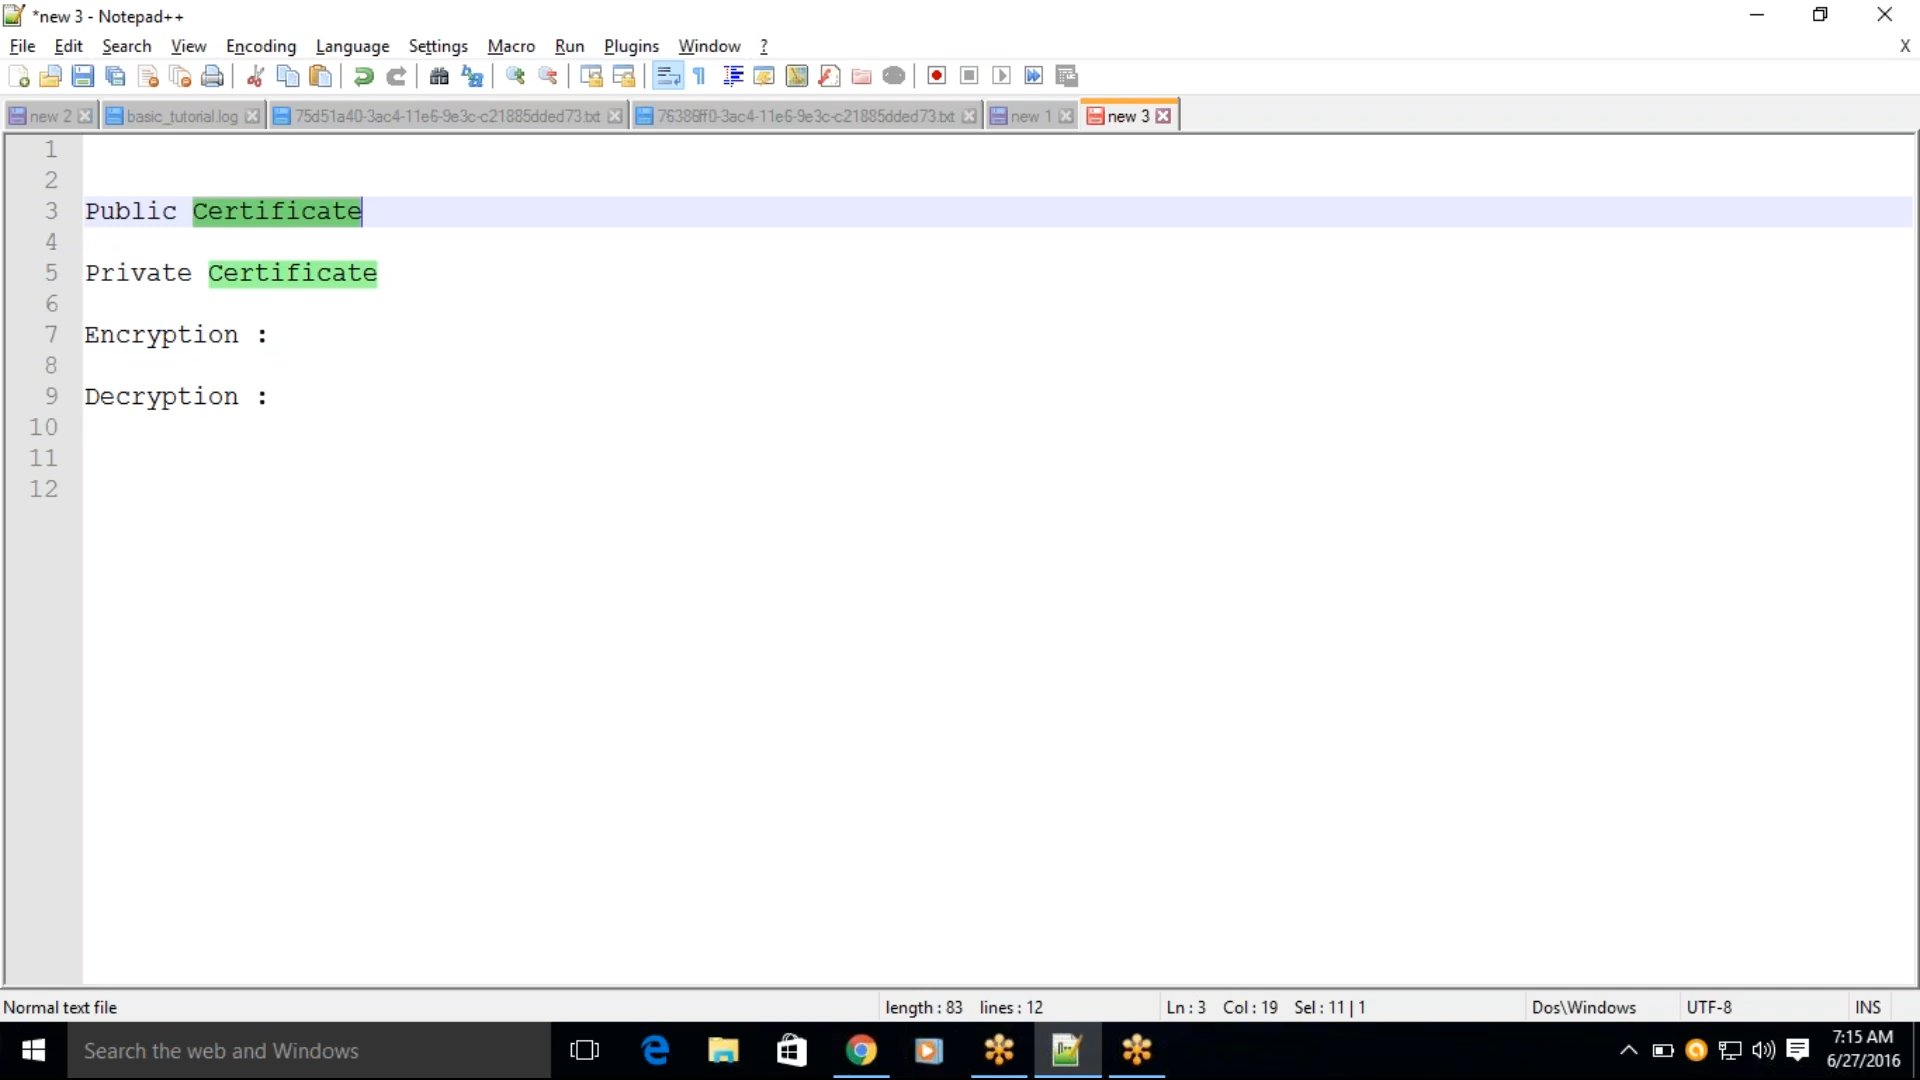 *new 3 - Notepad++
File Edit Search View Encoding Language Settings Macro Run Plugins Window ? X
new 2 basic_tutorial.log 75d51a40-3ac4-11e6-9e3c-c21885dded73.txt 76386ff0-3ac4-11e6-9e3c-c21885dded73.txt new 1 new 3
1
2
3 Public Certificate
4
5 Private Certificate
6
7 Encryption :
8
9 Decryption :
10
11
12
Normal text file length : 83 lines : 12 Ln : 3 Col : 19 Sel : 11 | 1 Dos\Windows UTF-8 INS
Search the web and Windows 7:15 AM
6/27/2016